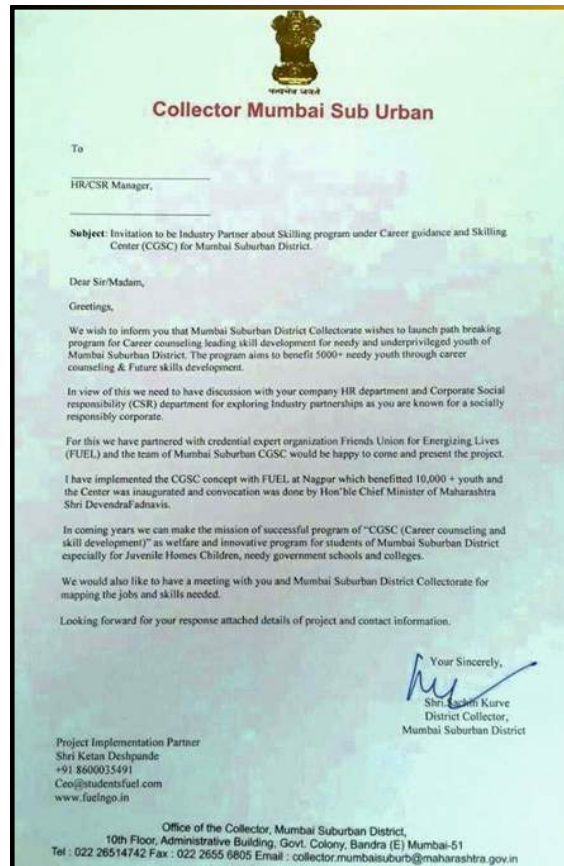 सत्यमेव जयते
Collector Mumbai Sub Urban
To
HR/CSR Manager,
Subject: Invitation to be Industry Partner about Skilling program under Career guidance and Skilling
Center (CGSC) for Mumbai Suburban District.
Dear Sir/Madam,
Greetings,
We wish to inform you that Mumbai Suburban District Collectorate wishes to launch path breaking
program for Career counseling leading skill development for needy and underprivileged youth of
Mumbai Suburban District. The program aims to benefit 5000+ needy youth through career
counseling & Future skills development.
In view of this we need to have discussion with your company HR department and Corporate Social
responsibility (CSR) department for exploring Industry partnerships as you are known for a socially
responsibly corporate.
For this we have partnered with credential expert organization Friends Union for Energizing Lives
(FUEL) and the team of Mumbai Suburban CGSC would be happy to come and present the project.
I have implemented the CGSC concept with FUEL at Nagpur which benefitted 10,000 + youth and
the Center was inaugurated and convocation was done by Hon'ble Chief Minister of Maharashtra
Shri DevendraFadnavis.
In coming years we can make the mission of successful program of "CGSC (Career counseling and
skill development)" as welfare and innovative program for students of Mumbai Suburban District
especially for Juvenile Homes Children, needy government schools and colleges.
We would also like to have a meeting with you and Mumbai Suburban District Collectorate for
mapping the jobs and skills needed.
Looking forward for your response attached details of project and contact information.
Your Sincerely,
Shri.Sachin Kurve
District Collector,
Mumbai Suburban District
Project Implementation Partner
Shri Ketan Deshpande
+91 8600035491
Ceo@studentsfuel.com
www.fuelngo.in
Office of the Collector, Mumbai Suburban District,
10th Floor, Administrative Building, Govt. Colony, Bandra (E) Mumbai-51
Tel : 022 26514742 Fax : 022 2655 6805 Email : collector.mumbaisuburb@maharashtra.gov.in